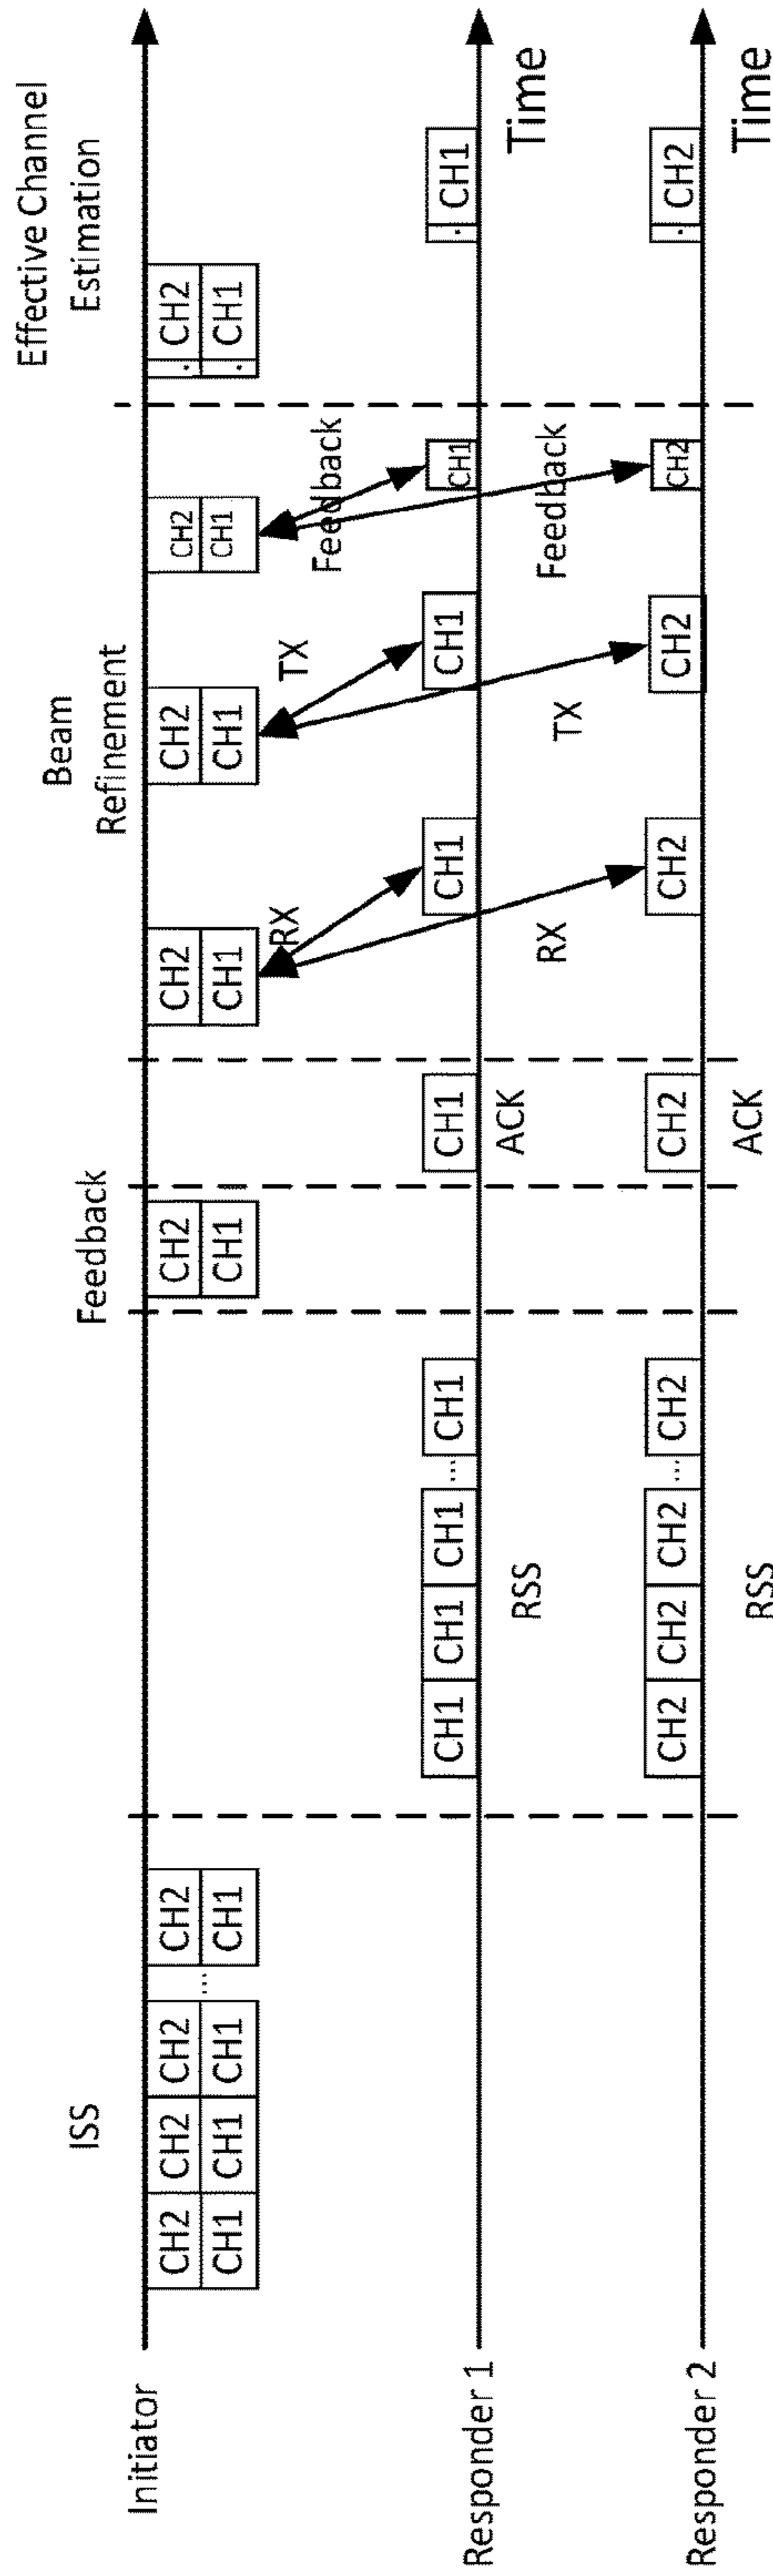 ISS
Feedback
Beam
Refinement
Effective Channel
Estimation
Initiator
CH2 CH2 CH2 ... CH2 CH2 CH2 CH2 CH2 . CH2
CH1 CH1 CH1 CH1 CH1 CH1 CH1 CH1 . CH1
RX TX Feedback
Responder 1
CH1 CH1 CH1 ... CH1 CH1 CH1 CH1 CH1 . CH1
RSS ACK Time
RX TX Feedback
Responder 2
CH2 CH2 CH2 ... CH2 CH2 CH2 CH2 CH2 . CH2
RSS ACK Time